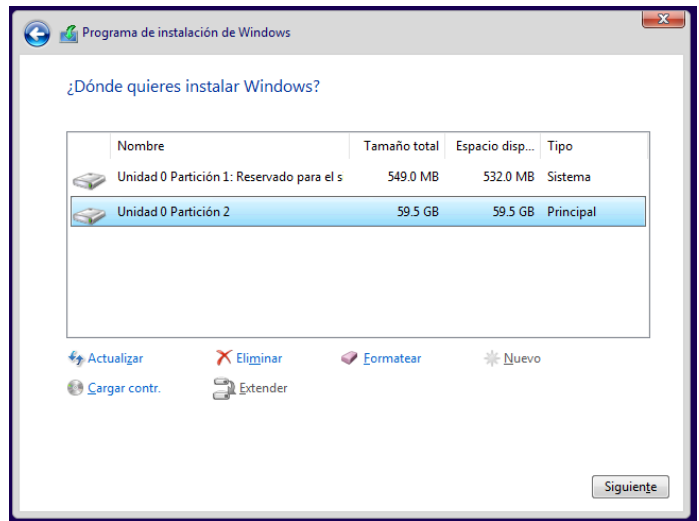 Programa de instalación de Windows
¿Dónde quieres instalar Windows?
Nombre Tamaño total Espacio disp... Tipo
Unidad 0 Partición 1: Reservado para el s 549.0 MB 532.0 MB Sistema
Unidad 0 Partición 2 59.5 GB 59.5 GB Principal
Actualizar Eliminar Formatear Nuevo
Cargar contr. Extender
Siguiente